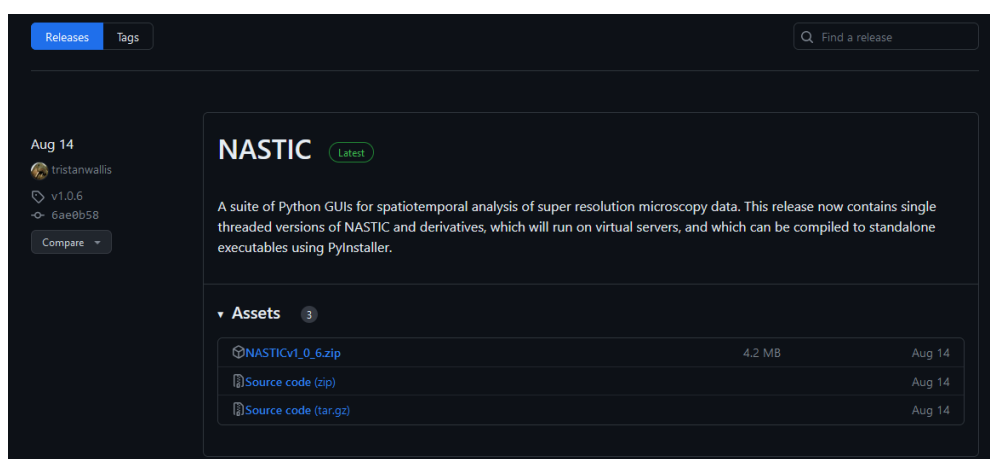 Releases
Tags
Find a release
Aug 14
tristanwallis
v1.0.6
6ae0b58
Compare
NASTIC
Latest
A suite of Python GUIs for spatiotemporal analysis of super resolution microscopy data. This release now contains single
threaded versions of NASTIC and derivatives, which will run on virtual servers, and which can be compiled to standalone
executables using PyInstaller.
Assets 3
NASTICv1_0_6.zip 4.2 MB Aug 14
Source code (zip) Aug 14
Source code (tar.gz) Aug 14